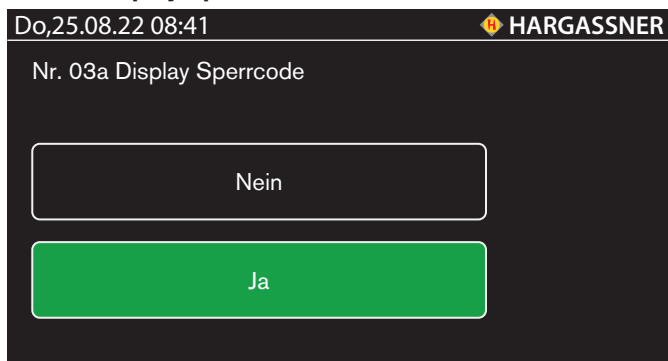 Do,25.08.22 08:41 HARGASSNER
Nr. 03a Display Sperrcode
Nein
Ja